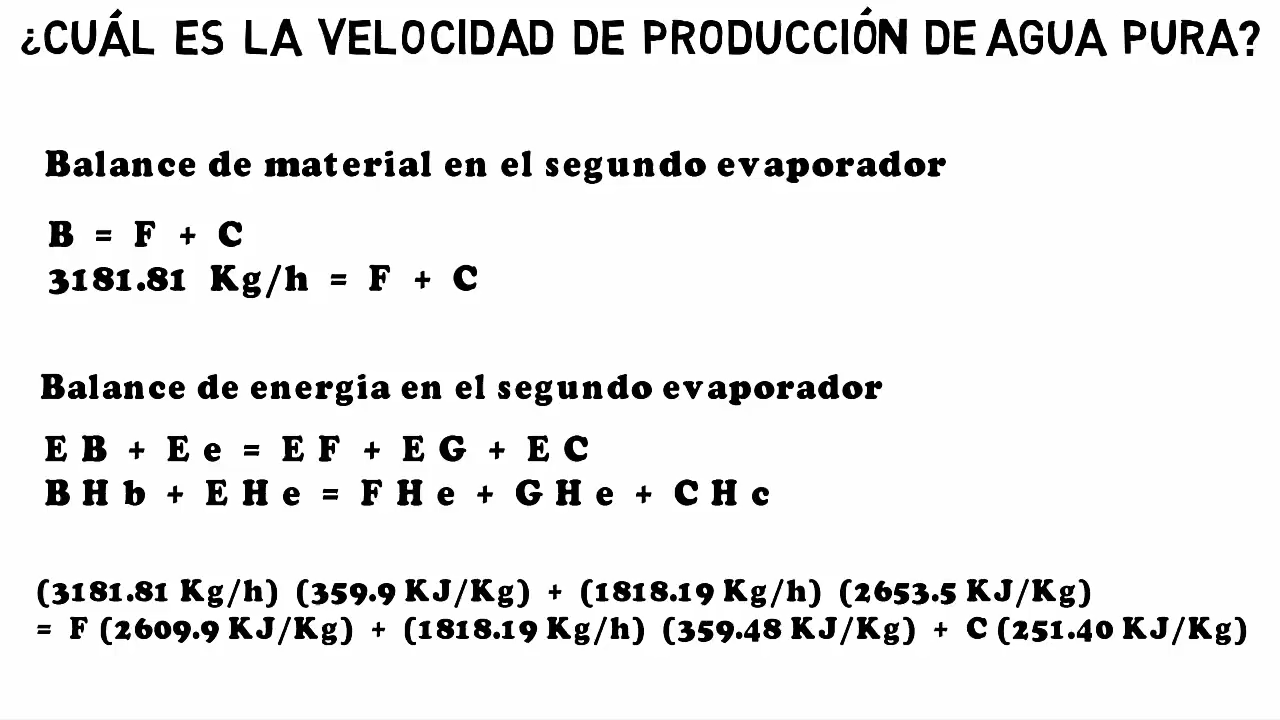 ¿CUÁL ES LA VELOCIDAD DE PRODUCCIÓN DE AGUA PURA?
Balance de material en el segundo evaporador
B = F + C
3181.81 Kg/h = F + C
Balance de energia en el segundo evaporador
E B + E e = E F + E G + E C
B H b + E H e = F H e + G H e + C H c
(3181.81 Kg/h) (359.9 KJ/Kg) + (1818.19 Kg/h) (2653.5 KJ/Kg)
= F (2609.9 KJ/Kg) + (1818.19 Kg/h) (359.48 KJ/Kg) + C (251.40 KJ/Kg)